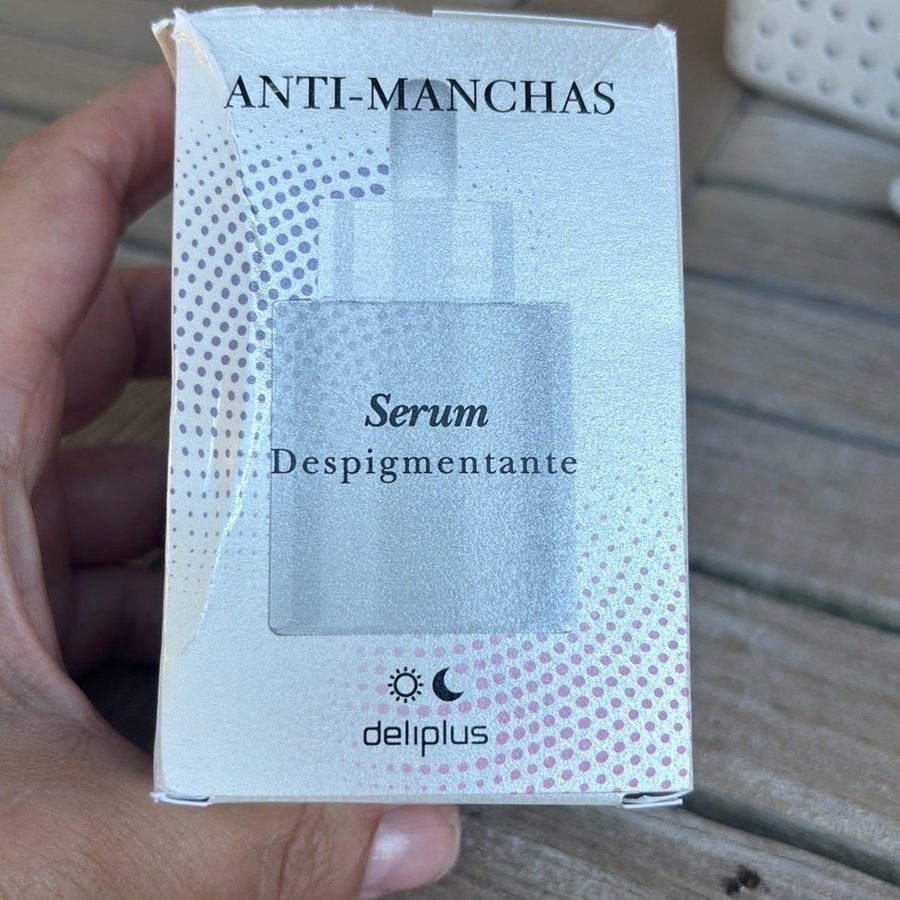 ANTI-MANCHAS
Serum
Despigmentante
deliplus